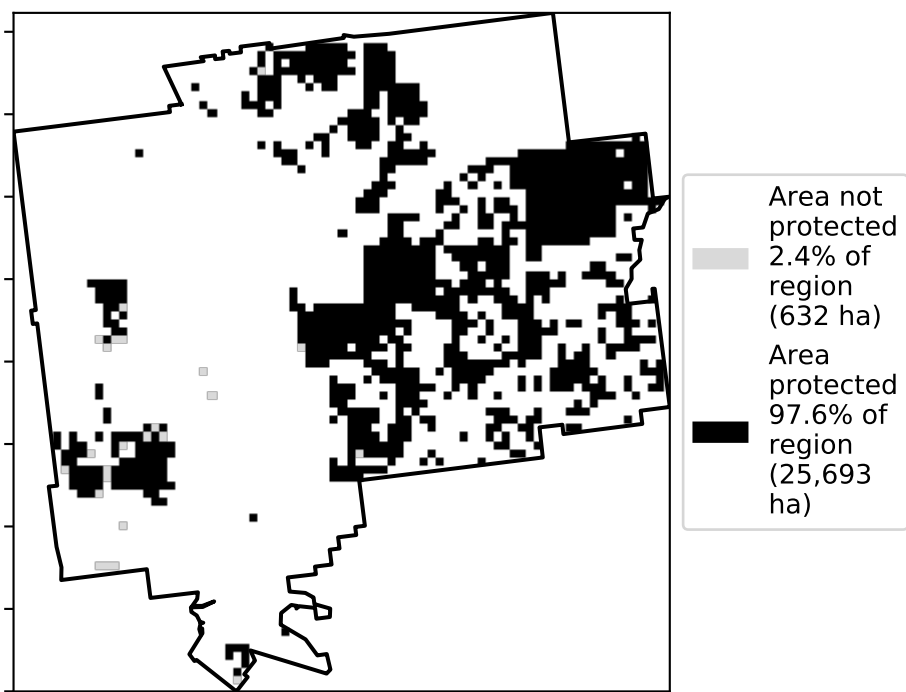 Area not
protected
2.4% of
region
(632 ha)
Area
protected
97.6% of
region
(25,693
ha)